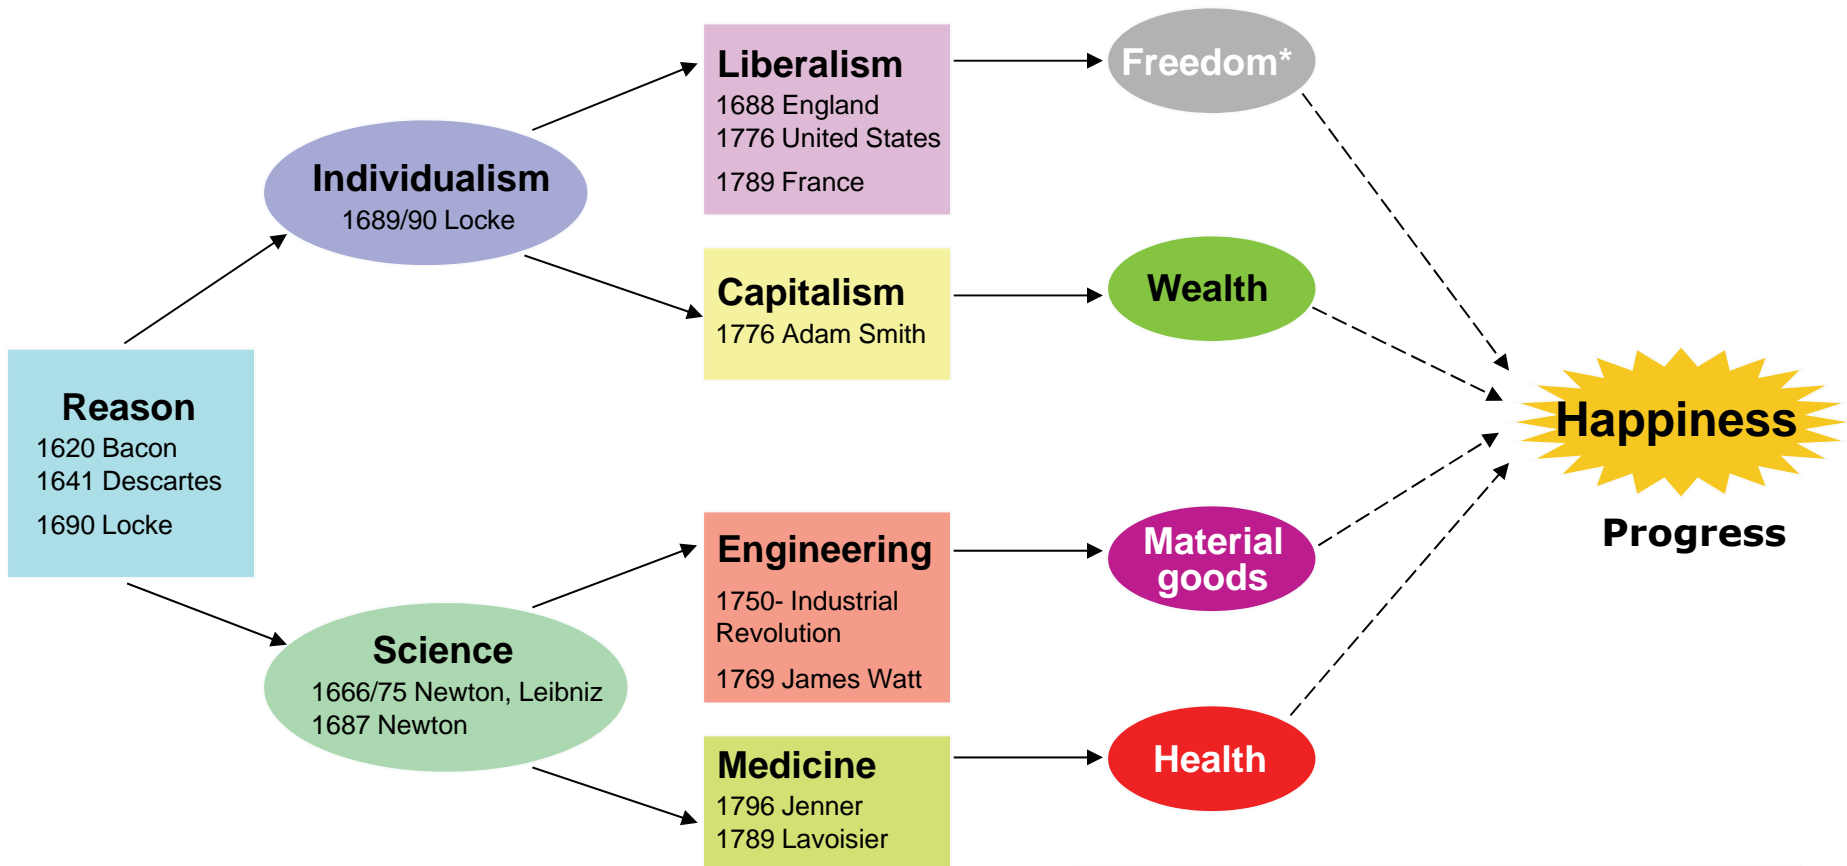 Reason
1620 Bacon
1641 Descartes
1690 Locke
Individualism
1689/90 Locke
Science
1666/75 Newton, Leibniz
1687 Newton
Liberalism
1688 England
1776 United States
1789 France
Capitalism
1776 Adam Smith
Engineering
1750- Industrial
Revolution
1769 James Watt
Medicine
1796 Jenner
1789 Lavoisier
Freedom*
Wealth
Material
goods
Health
Happiness
Progress